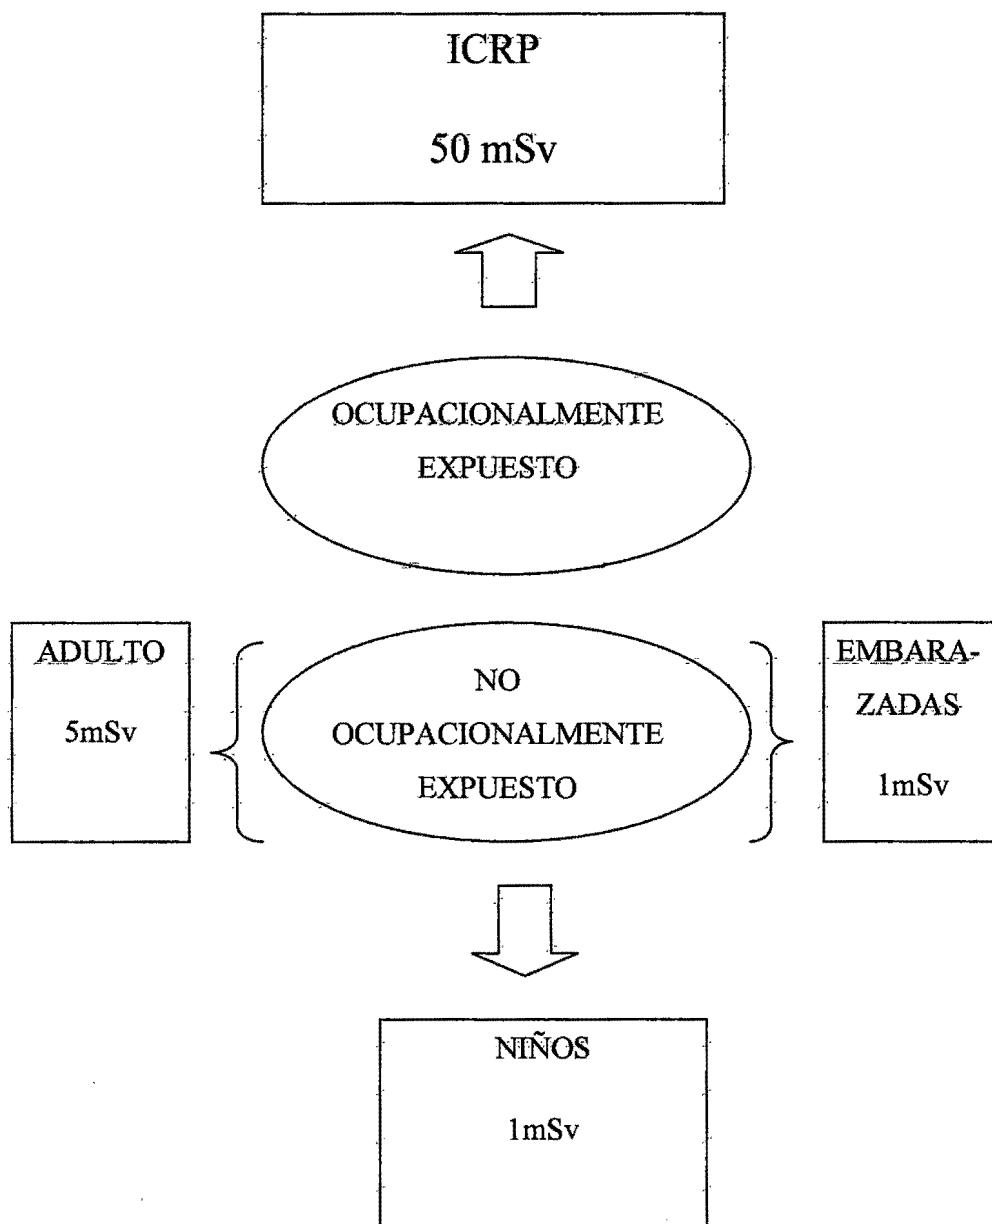 ICRP
50 mSv
OCUPACIONALMENTE
EXPUESTO
ADULTO
5mSv
NO
OCUPACIONALMENTE
EXPUESTO
EMBARA-
ZADAS
1mSv
NIÑOS
1mSv